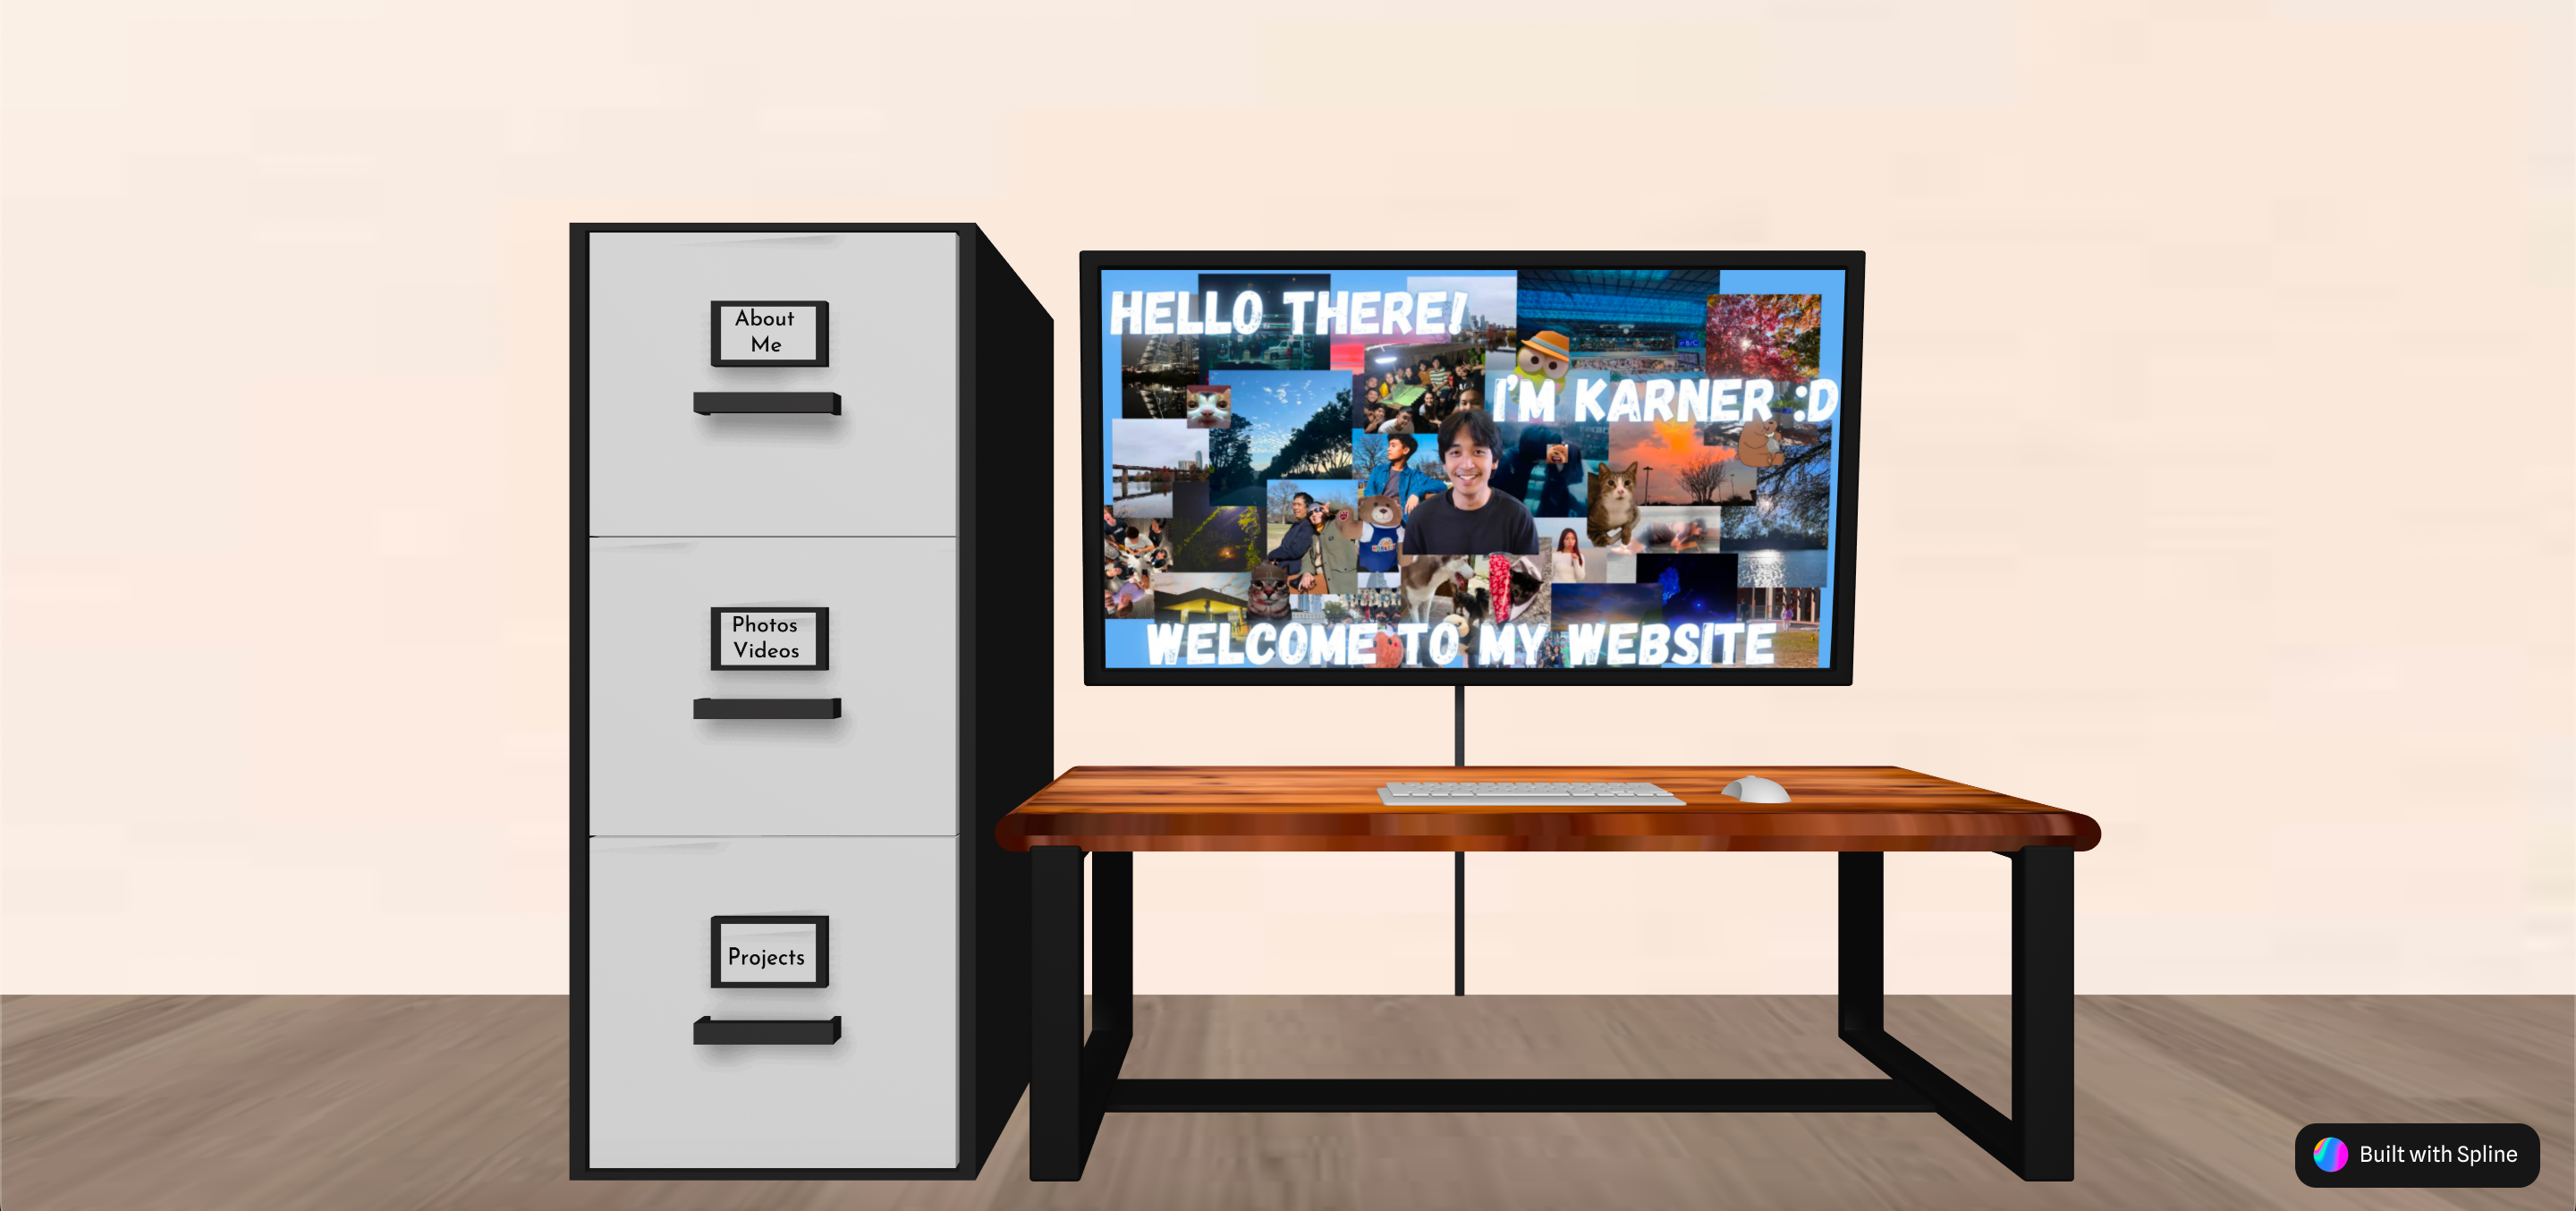 About
Me
Photos
Videos
Projects
HELLO THERE!
I'M KARNER :D
WELCOME TO MY WEBSITE
Built with Spline